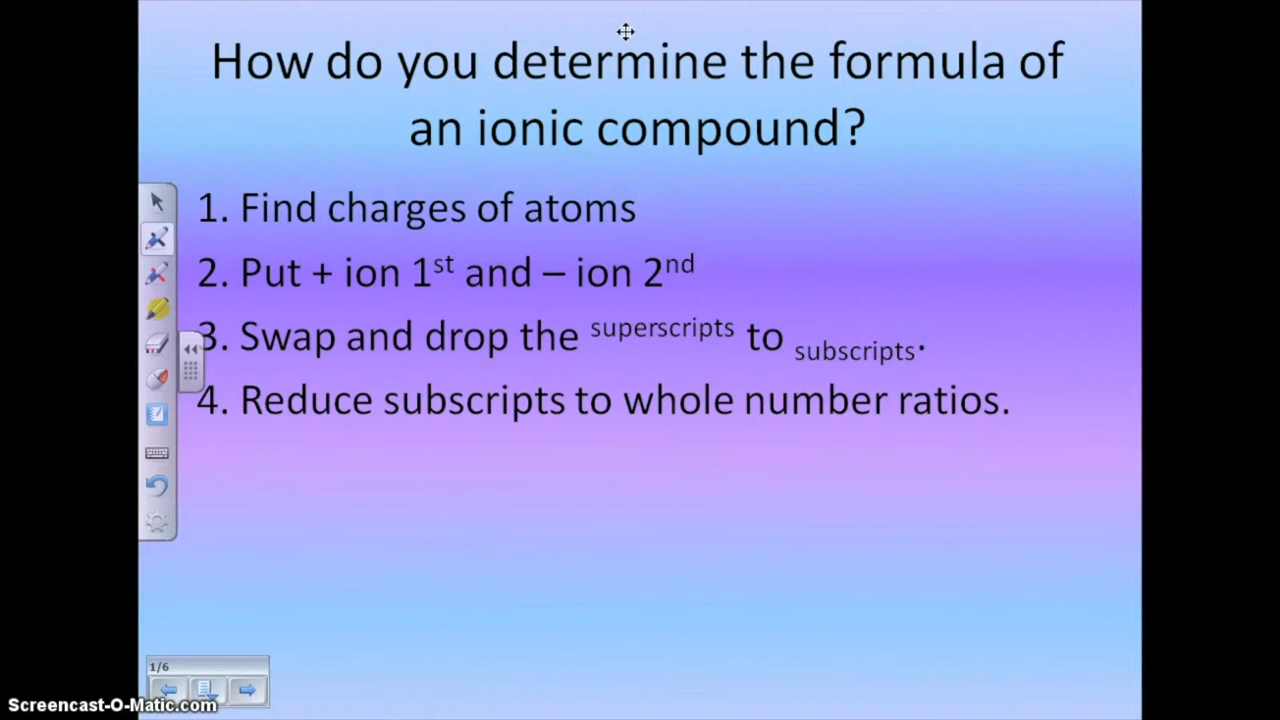 How do you determine the formula of
an ionic compound?
1. Find charges of atoms
2. Put + ion 1st and – ion 2nd
3. Swap and drop the superscripts to subscripts.
4. Reduce subscripts to whole number ratios.
1/6
Screencast-O-Matic.com